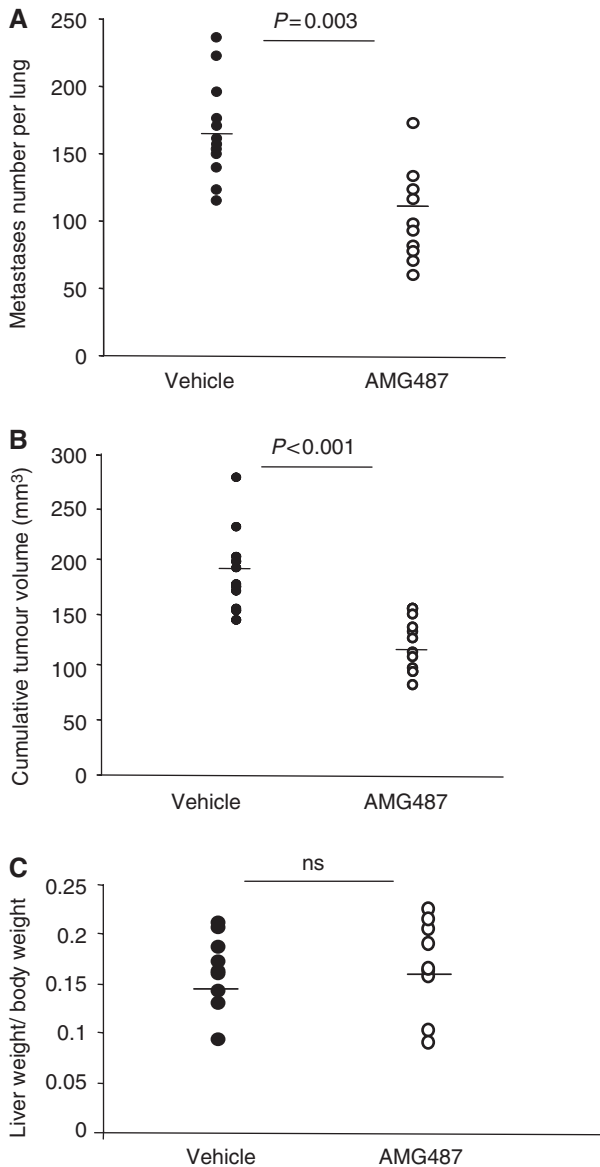 A
P=0.003
Metastases number per lung
250
200
150
100
50
0
Vehicle AMG487
B
P<0.001
Cumulative tumour volume (mm³)
300
250
200
150
100
50
0
Vehicle AMG487
C
ns
Liver weight/ body weight
0.25
0.2
0.15
0.1
0.05
0
Vehicle AMG487